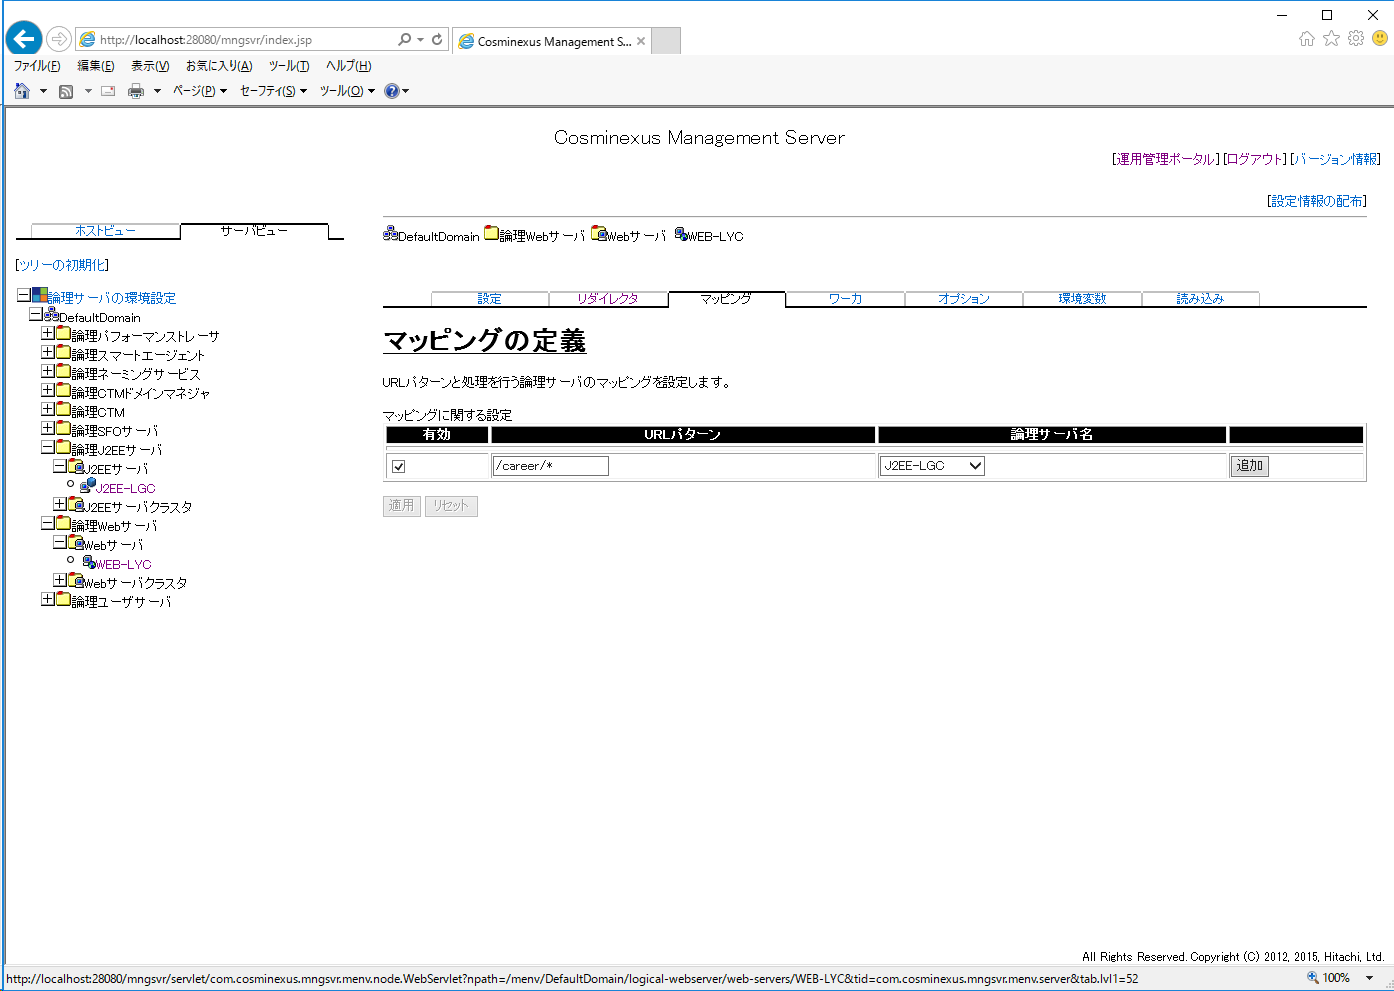 http://localhost:28080/mngsvr/index.jsp
Cosminexus Management S...
ファイル(F) 編集(E) 表示(V) お気に入り(A) ツール(T) ヘルプ(H)
ページ(P) セーフティ(S) ツール(O)
Cosminexus Management Server
[運用管理ポータル] [ログアウト] [バージョン情報]
[設定情報の配布]
ホストビュー サーバビュー
[ツリーの初期化]
論理サーバの環境設定
DefaultDomain
論理パフォーマンストレーサ
論理スマートエージェント
論理ネーミングサービス
論理CTMドメインマネジャ
論理CTM
論理SFOサーバ
論理J2EEサーバ
J2EEサーバ
J2EE-LGC
J2EEサーバクラスタ
論理Webサーバ
Webサーバ
WEB-LYC
Webサーバクラスタ
論理ユーザサーバ
DefaultDomain 論理Webサーバ Webサーバ WEB-LYC
設定 リダイレクタ マッピング ワーカ オプション 環境変数 読み込み
マッピングの定義
URLパターンと処理を行う論理サーバのマッピングを設定します。
マッピングに関する設定
有効 URLパターン 論理サーバ名
/career/* J2EE-LGC 追加
適用 リセット
All Rights Reserved. Copyright (C) 2012, 2015, Hitachi, Ltd.
http://localhost:28080/mngsvr/servlet/com.cosminexus.mngsvr.menv.node.WebServlet?npath=/menv/DefaultDomain/logical-webserver/web-servers/WEB-LYC&tid=com.cosminexus.mngsvr.menv.server&tab.lvl1=52
100%